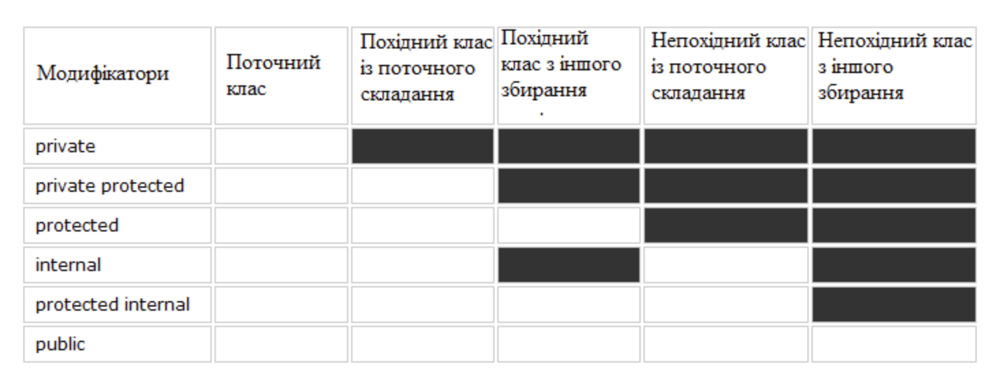 Модифікатори
Поточний
клас
Похідний клас
із поточного
складання
Похідний
клас з іншого
збирання
Непохідний клас
із поточного
складання
Непохідний клас
з іншого
збирання
private
private protected
protected
internal
protected internal
public